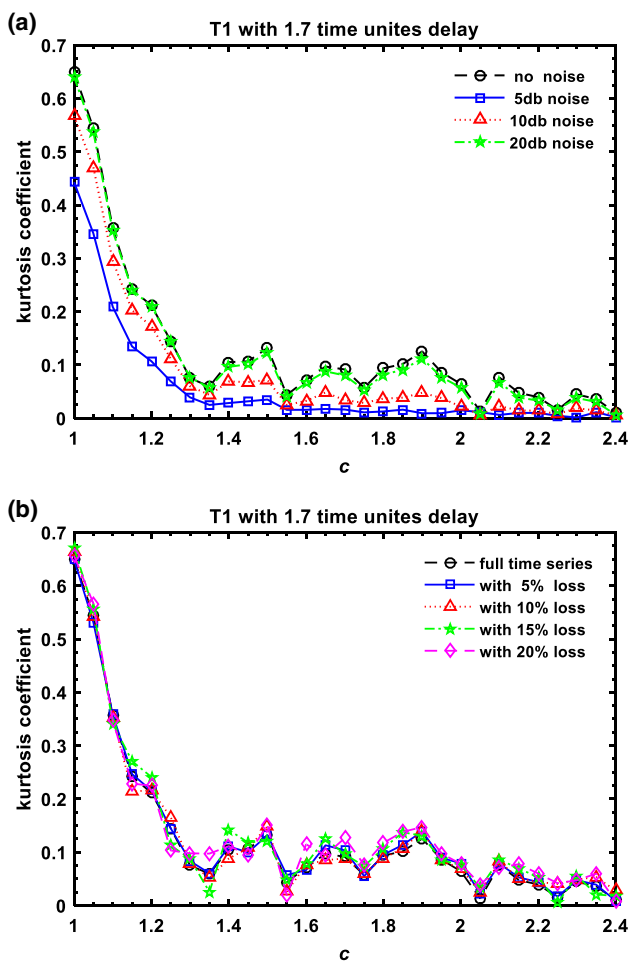 (a)
T1 with 1.7 time unites delay
kurtosis coefficient
0.7
0.6
0.5
0.4
0.3
0.2
0.1
0
no noise
5db noise
10db noise
20db noise
1 1.2 1.4 1.6 1.8 2 2.2 2.4
c
(b)
T1 with 1.7 time unites delay
kurtosis coefficient
0.7
0.6
0.5
0.4
0.3
0.2
0.1
0
full time series
with 5% loss
with 10% loss
with 15% loss
with 20% loss
1 1.2 1.4 1.6 1.8 2 2.2 2.4
c